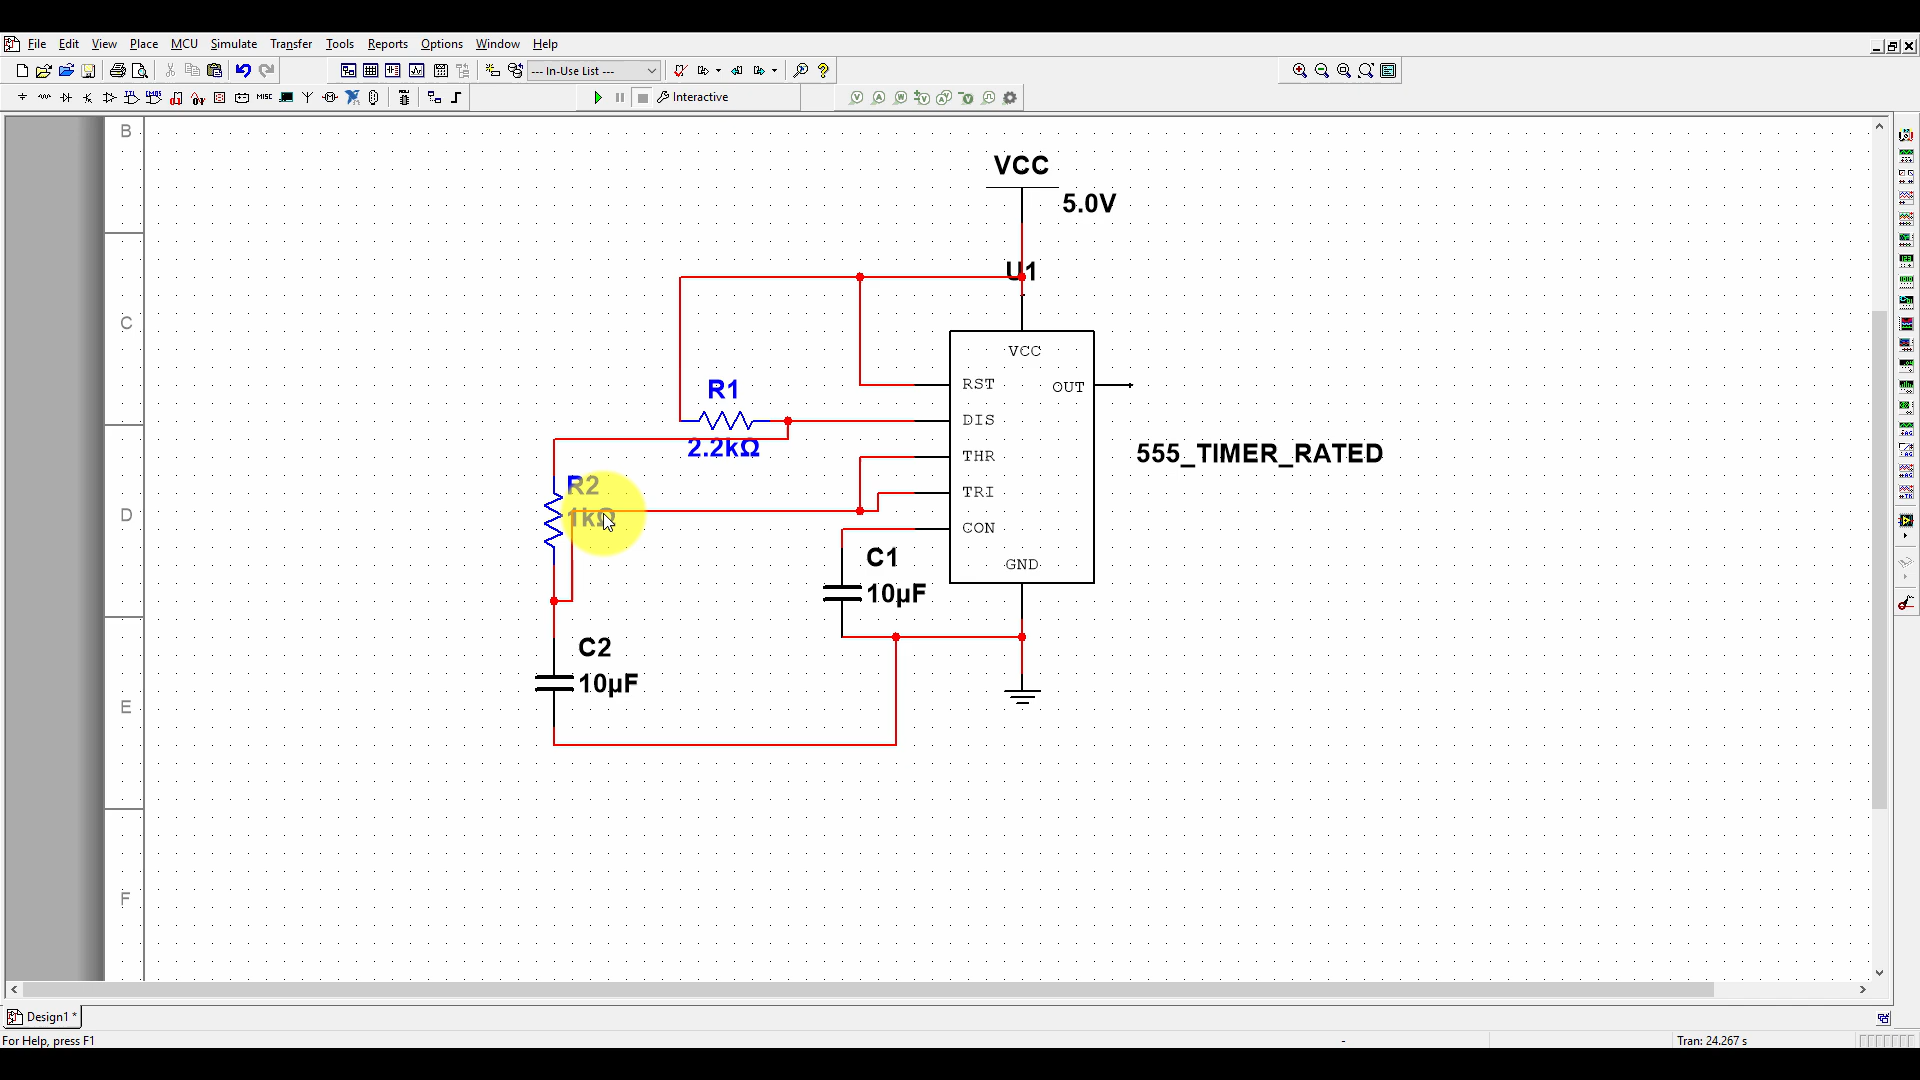 File Edit View Place MCU Simulate Transfer Tools Reports Options Window Help
--- In-Use List ---
MISC Interactive
B
VCC
5.0V
U1
C
VCC
R1
RST OUT
DIS
2.2kΩ
555_TIMER_RATED
THR
R2
TRI
D
1kΩ
CON
C1
GND
10µF
C2
10µF
E
F
Design1 *
For Help, press F1
-
Tran: 24.267 s